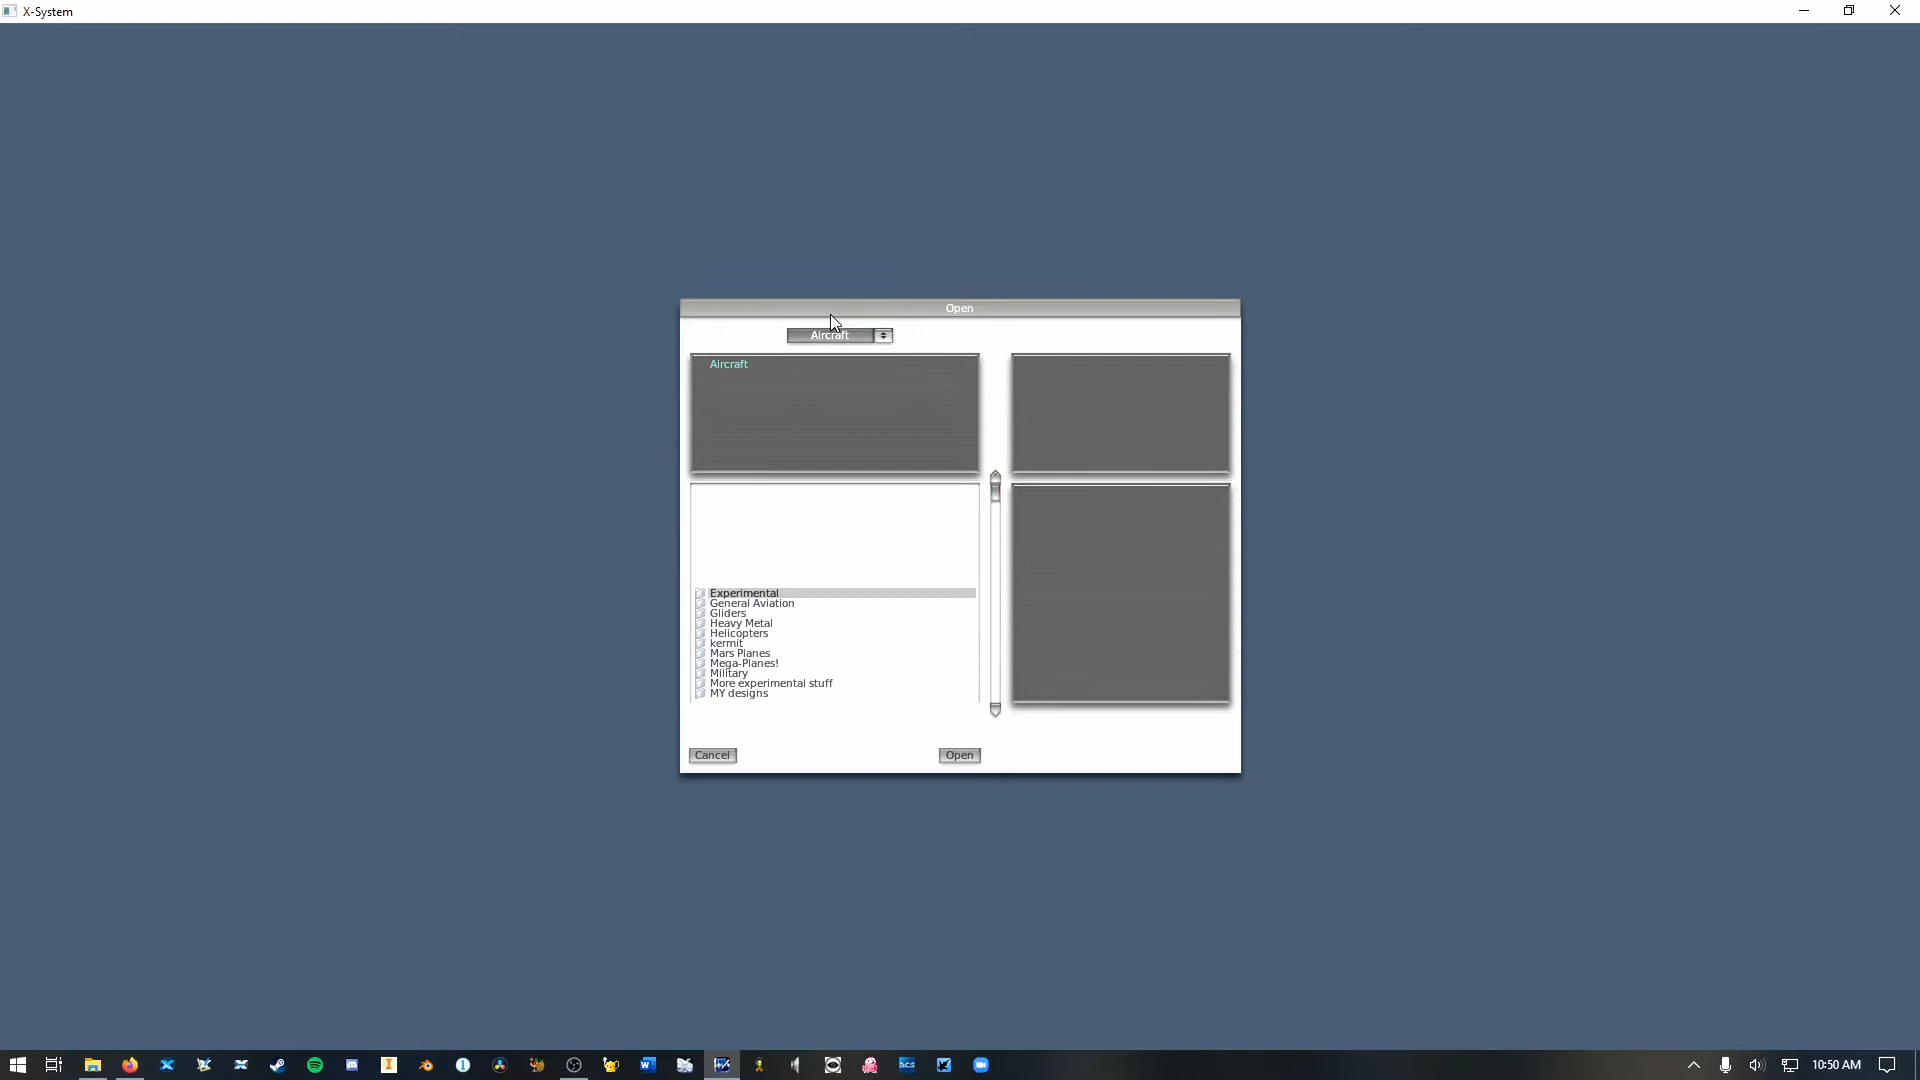 X-System
Open
Aircraft
Aircraft
Experimental
General Aviation
Gliders
Heavy Metal
Helicopters
kermit
Mars Planes
Mega-Planes!
Military
More experimental stuff
MY designs
Cancel
Open
10:50 AM